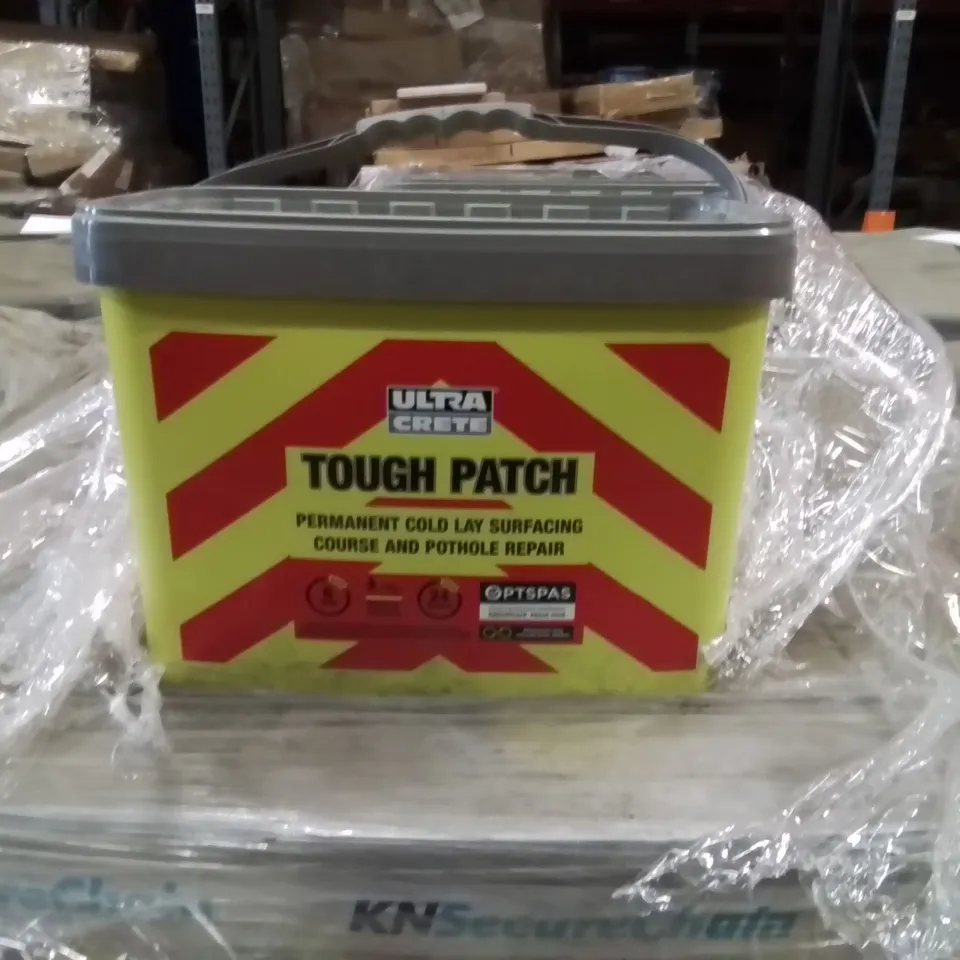 ULTRA
CRETE
TOUGH PATCH
PERMANENT COLD LAY SURFACING
COURSE AND POTHOLE REPAIR
PTSPAS
KNSecureChain